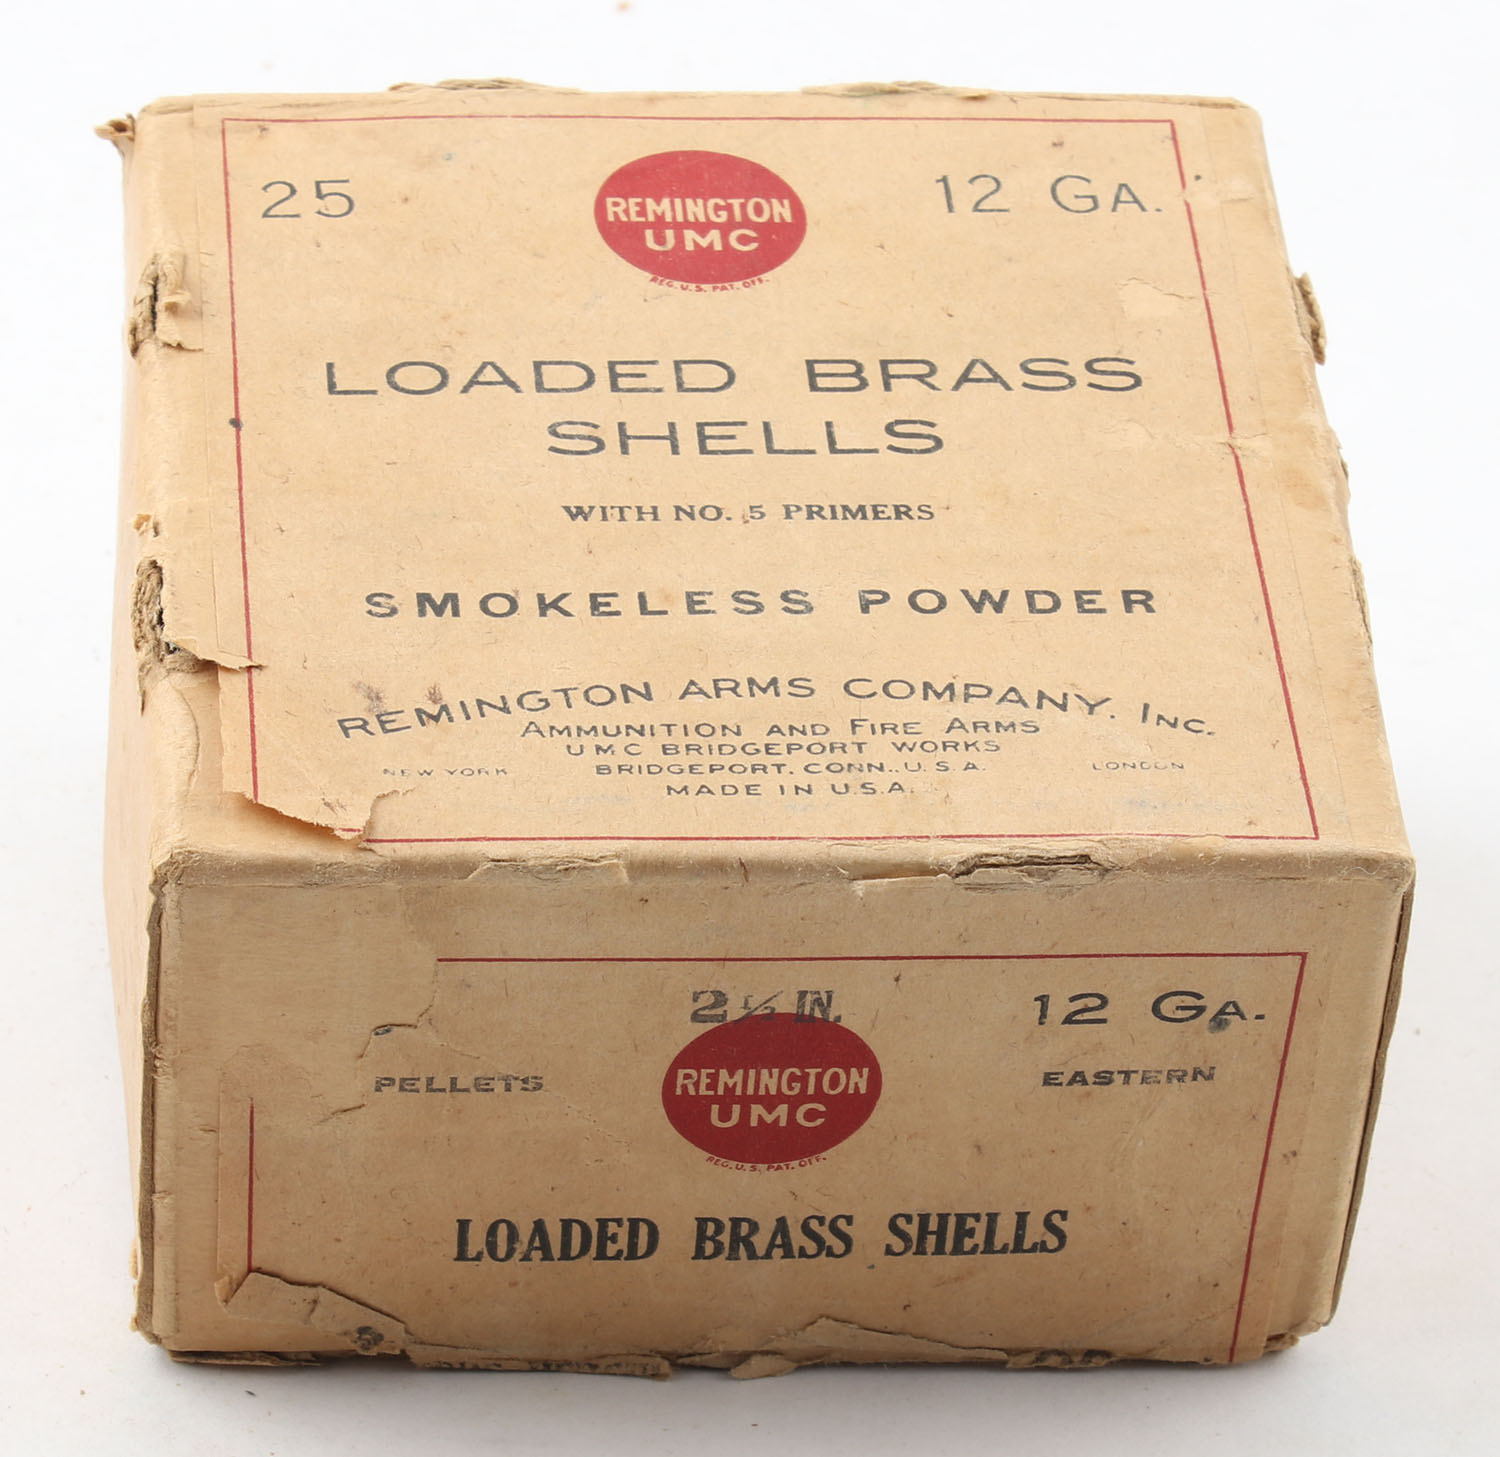 25
12 GA.
REMINGTON
UMC
REG. U.S. PAT. OFF.
LOADED BRASS
SHELLS
WITH NO. 5 PRIMERS
SMOKELESS POWDER
REMINGTON ARMS COMPANY, INC.
AMMUNITION AND FIRE ARMS
UMC BRIDGEPORT WORKS
NEW YORK BRIDGEPORT, CONN., U.S.A. LONDON
MADE IN U.S.A.
2½ IN.
12 GA.
PELLETS
EASTERN
REMINGTON
UMC
REG. U.S. PAT. OFF.
LOADED BRASS SHELLS